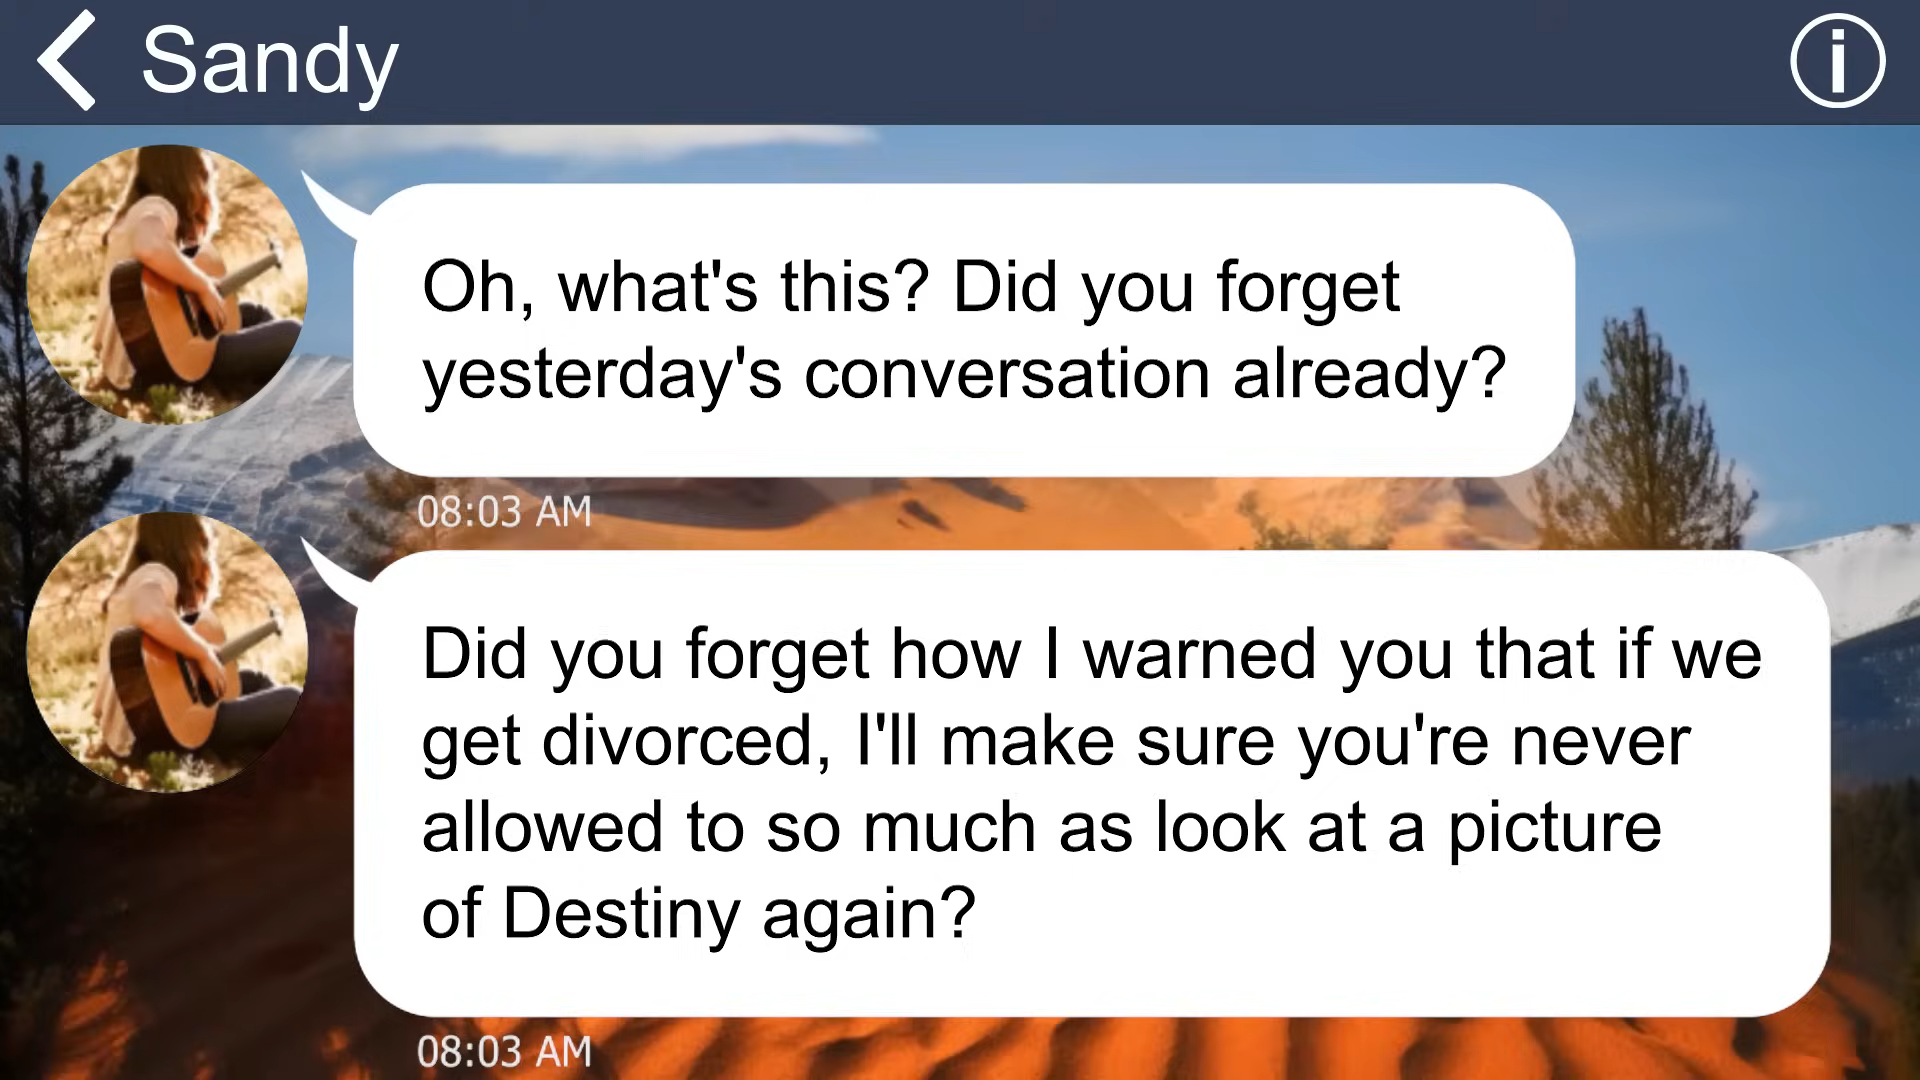 Sandy
Oh, what's this? Did you forget
yesterday's conversation already?
08:03 AM
Did you forget how I warned you that if we
get divorced, I'll make sure you're never
allowed to so much as look at a picture
of Destiny again?
08:03 AM